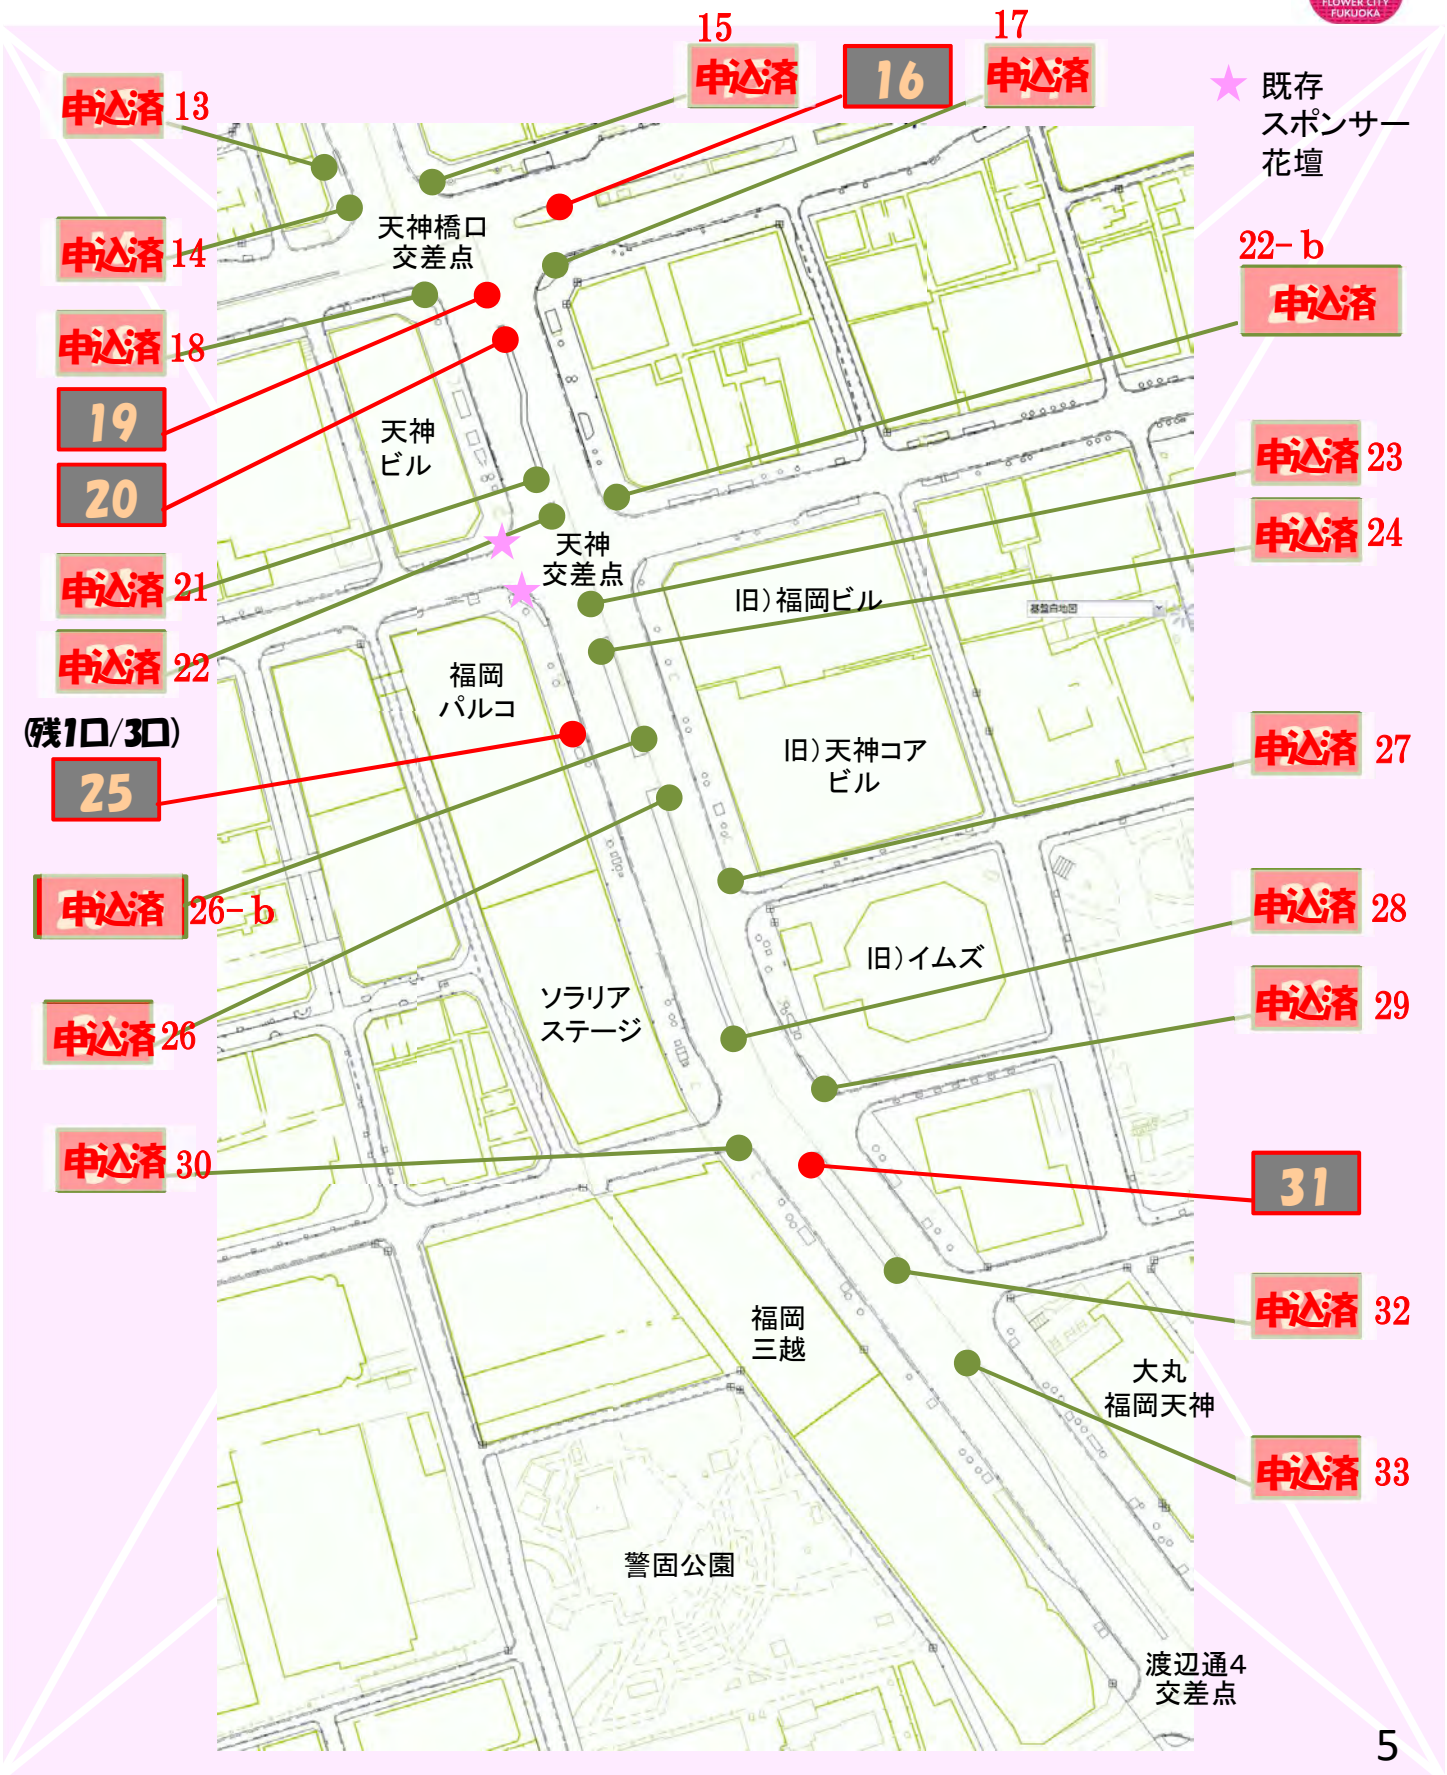 FLOWER CITY
FUKUOKA
15
17
申込済
16
申込済
申込済 13
★ 既存
スポンサー
花壇
申込済 14
天神橋口
交差点
22-b
申込済
申込済 18
19
天神
ビル
申込済 23
20
申込済 24
天神
交差点
申込済 21
旧）福岡ビル
基盤白地図
申込済 22
福岡
パルコ
(残1口/3口)
旧）天神コア
ビル
申込済 27
25
申込済 26-b
申込済 28
旧）イムズ
ソラリア
ステージ
申込済 29
申込済 26
申込済 30
31
福岡
三越
申込済 32
大丸
福岡天神
申込済 33
警固公園
渡辺通4
交差点
5